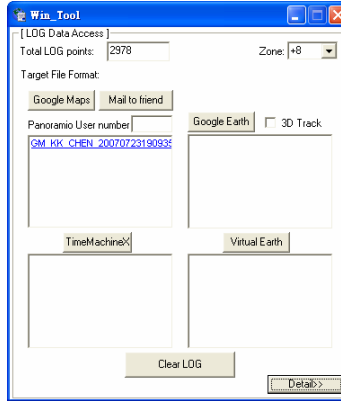 Win_Tool
[ LOG Data Access ]
Total LOG points: 2978 Zone: +8
Target File Format:
Google Maps Mail to friend
Panoramio User number Google Earth 3D Track
GM_KK_CHEN_20070723190935
TimeMachineX Virtual Earth
Clear LOG
Detail>>